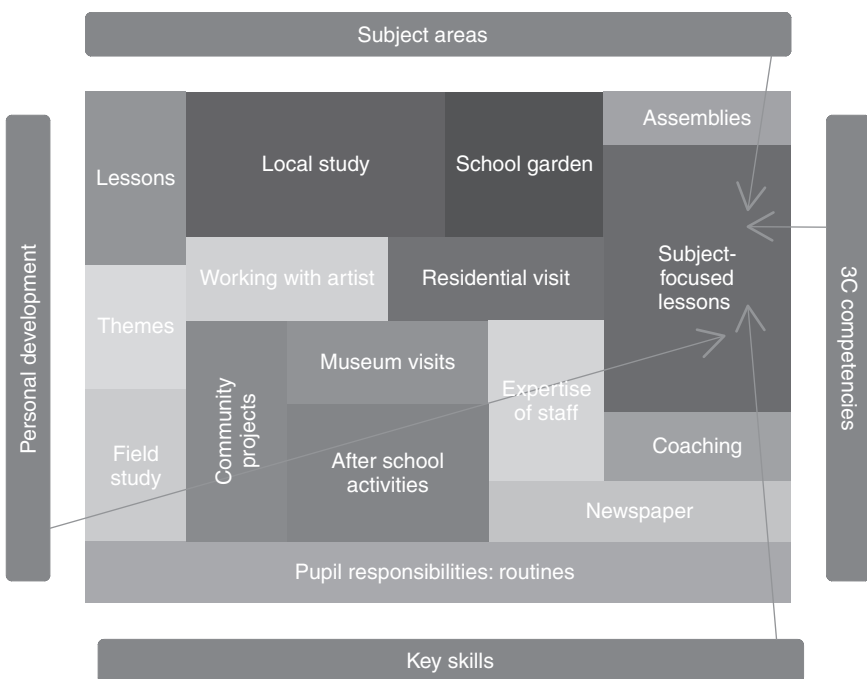 Subject areas
Personal development
Lessons
Local study
School garden
Assemblies
Subject-
focused
lessons
3C competencies
Working with artist
Residential visit
Themes
Museum visits
Community
projects
Expertise
of staff
Field
study
After school
activities
Coaching
Newspaper
Pupil responsibilities: routines
Key skills